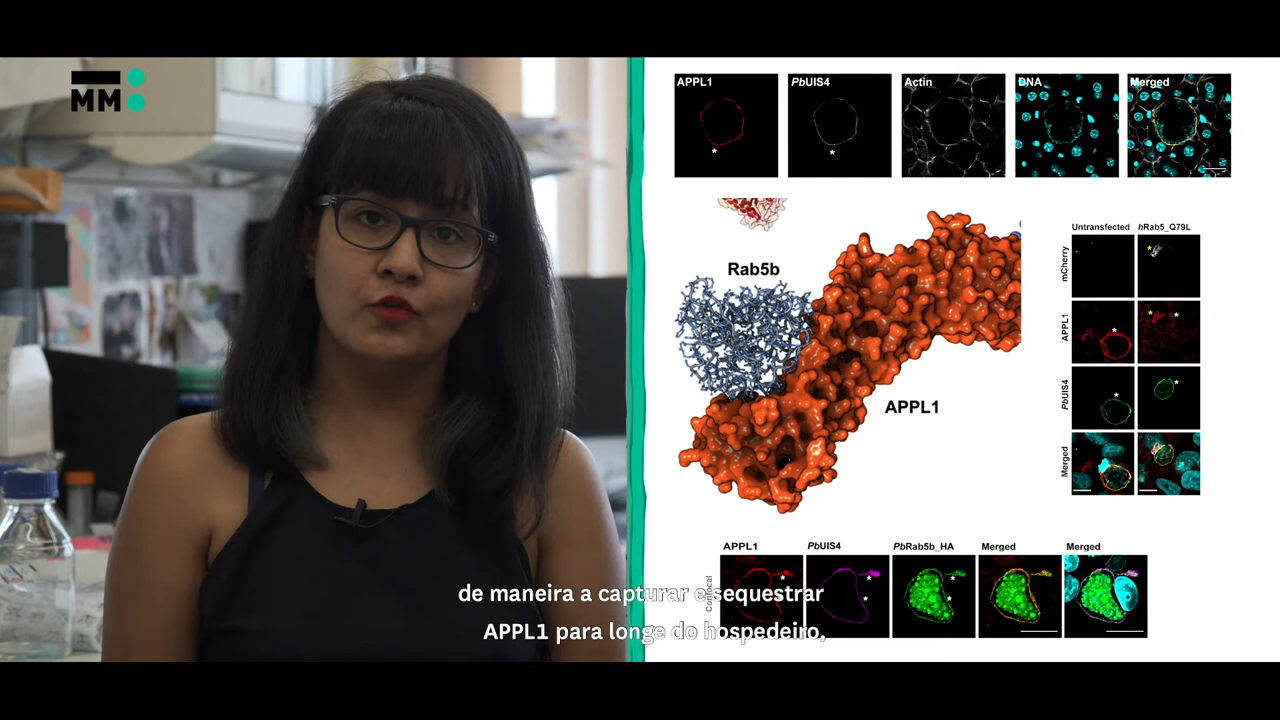 MM:
APPL1
PbUIS4
Actin
DNA
Merged
Rab5b
APPL1
Untransfected
hRab5_Q79L
mCherry
APPL1
PbUIS4
Merged
APPL1
PbUIS4
PbRab5b_HA
Merged
Merged
Confocal
de maneira a capturar e sequestrar
APPL1 para longe do hospedeiro,